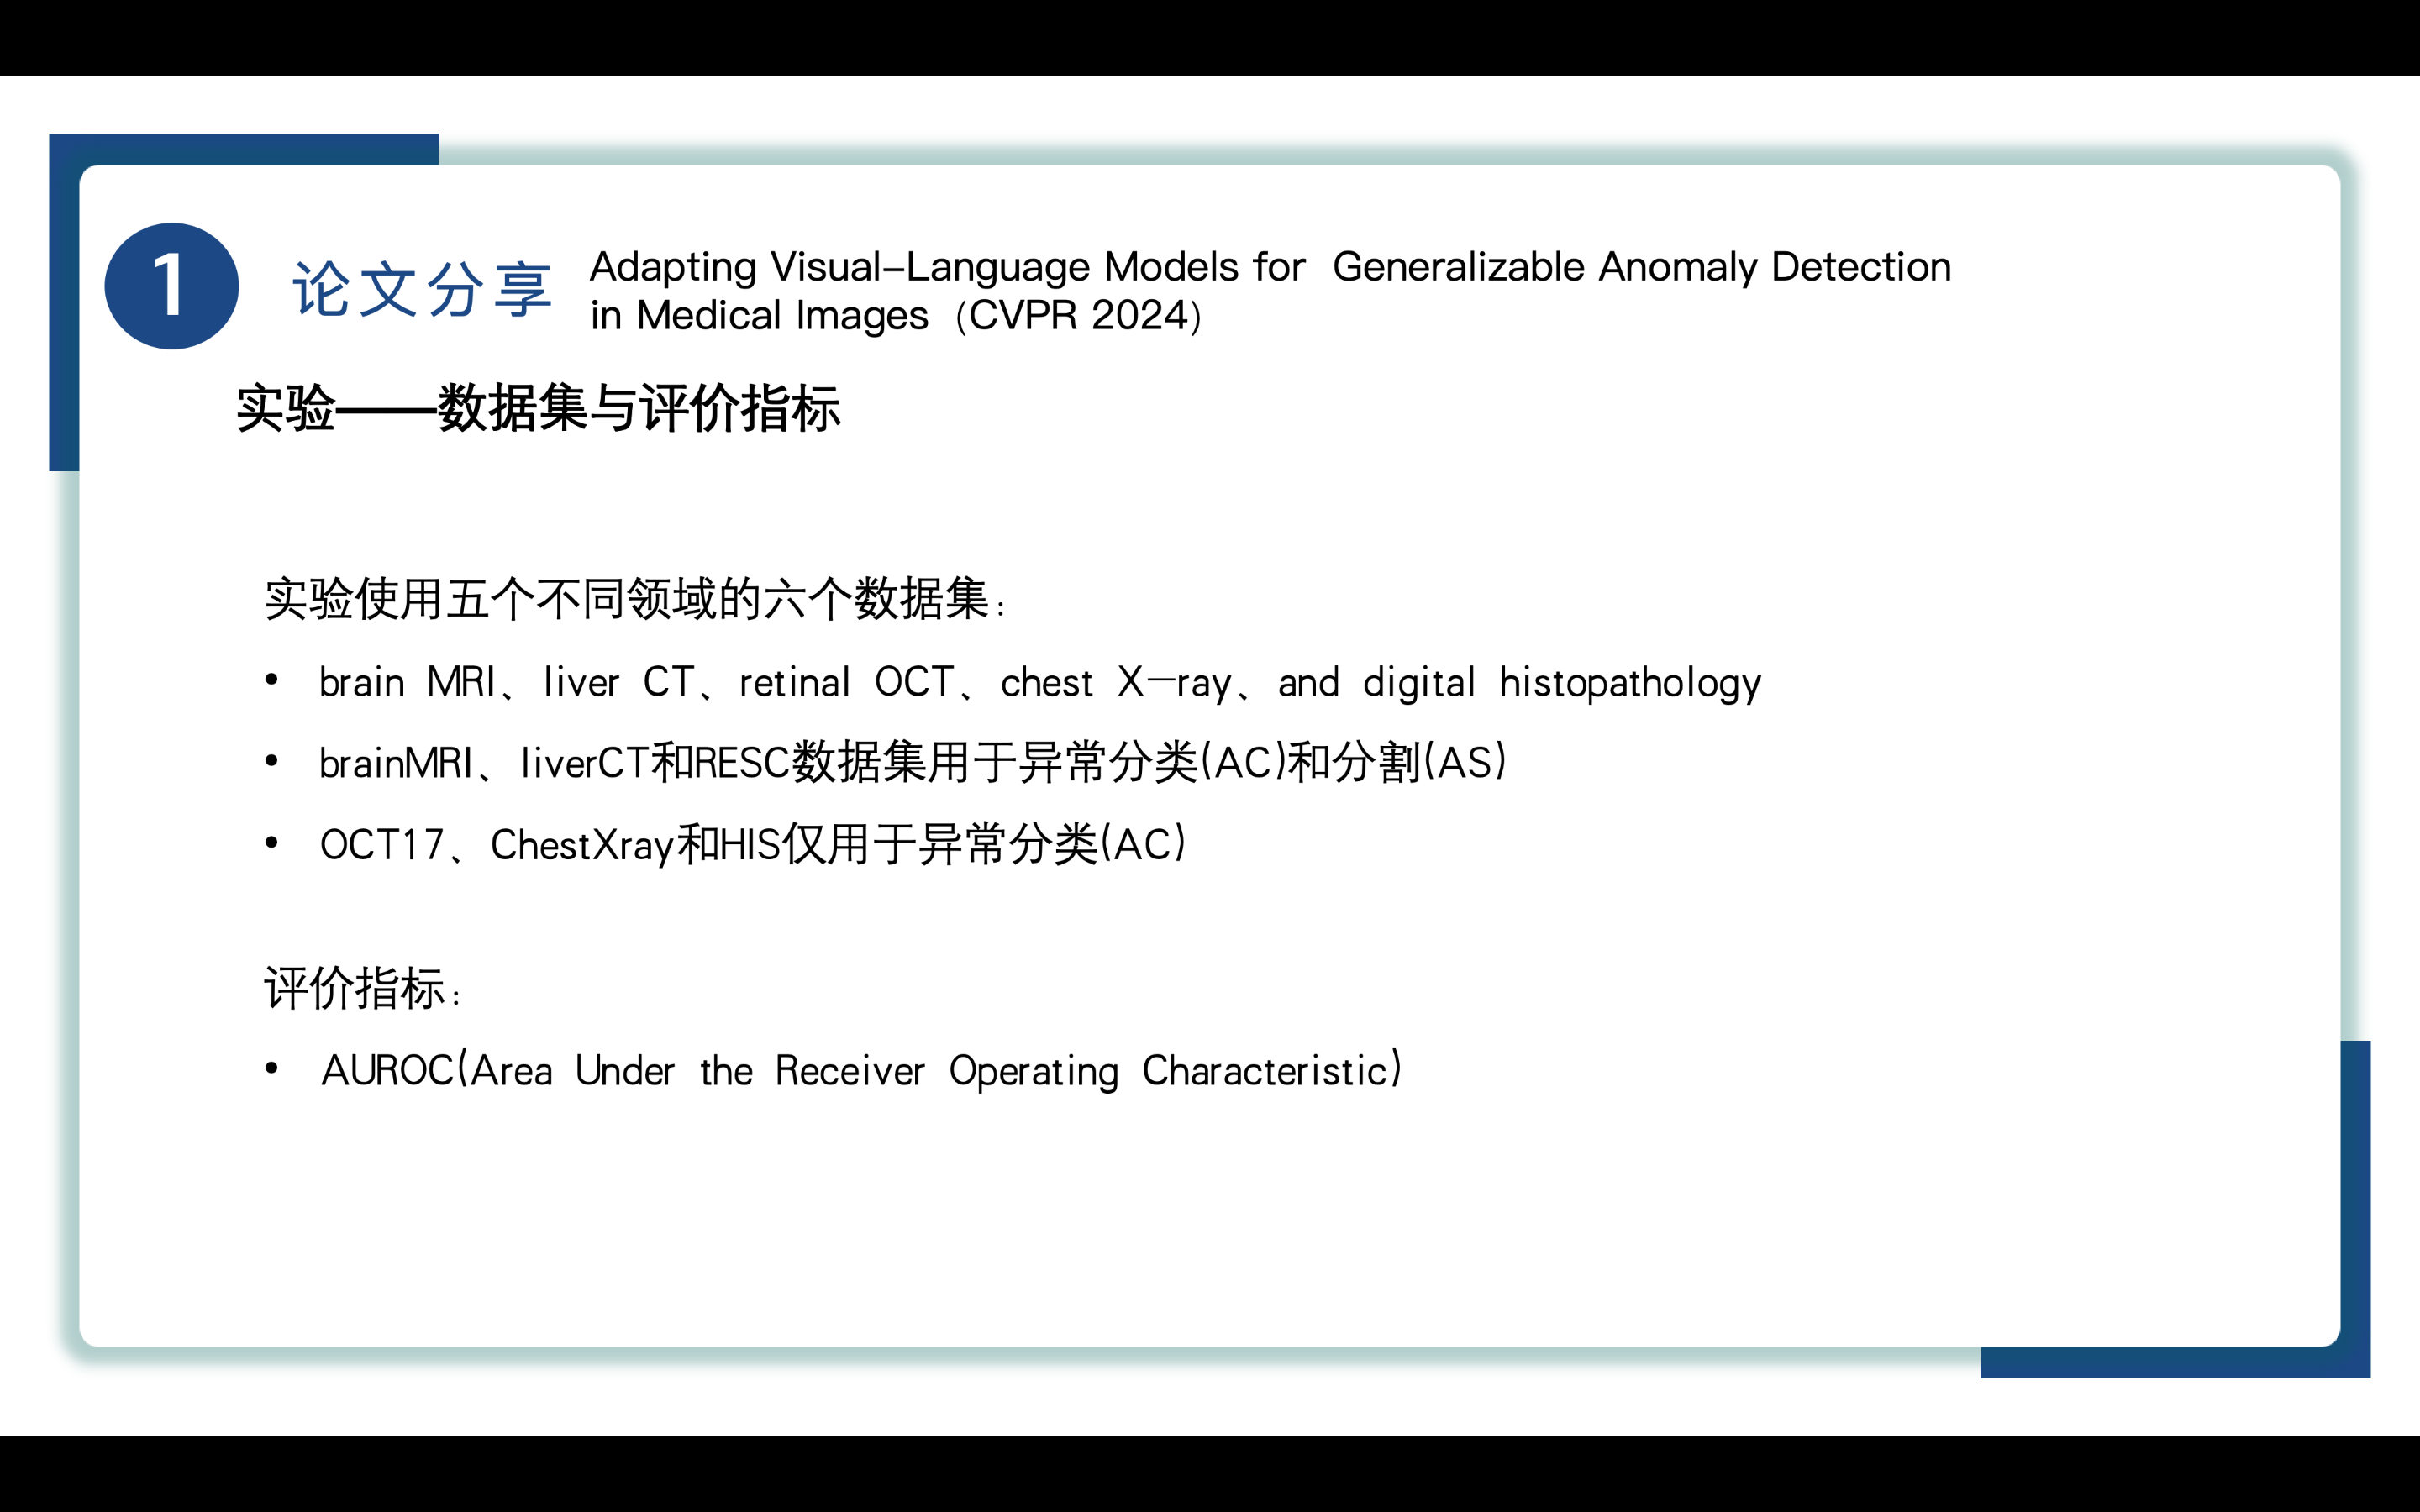 1
论文分享
Adapting Visual-Language Models for Generalizable Anomaly Detection
in Medical Images（CVPR 2024）
实验——数据集与评价指标
实验使用五个不同领域的六个数据集：
• brain MRI、liver CT、retinal OCT、chest X-ray、and digital histopathology
• brainMRI、liverCT和RESC数据集用于异常分类(AC)和分割(AS)
• OCT17、ChestXray和HIS仅用于异常分类(AC)
评价指标：
• AUROC(Area Under the Receiver Operating Characteristic)